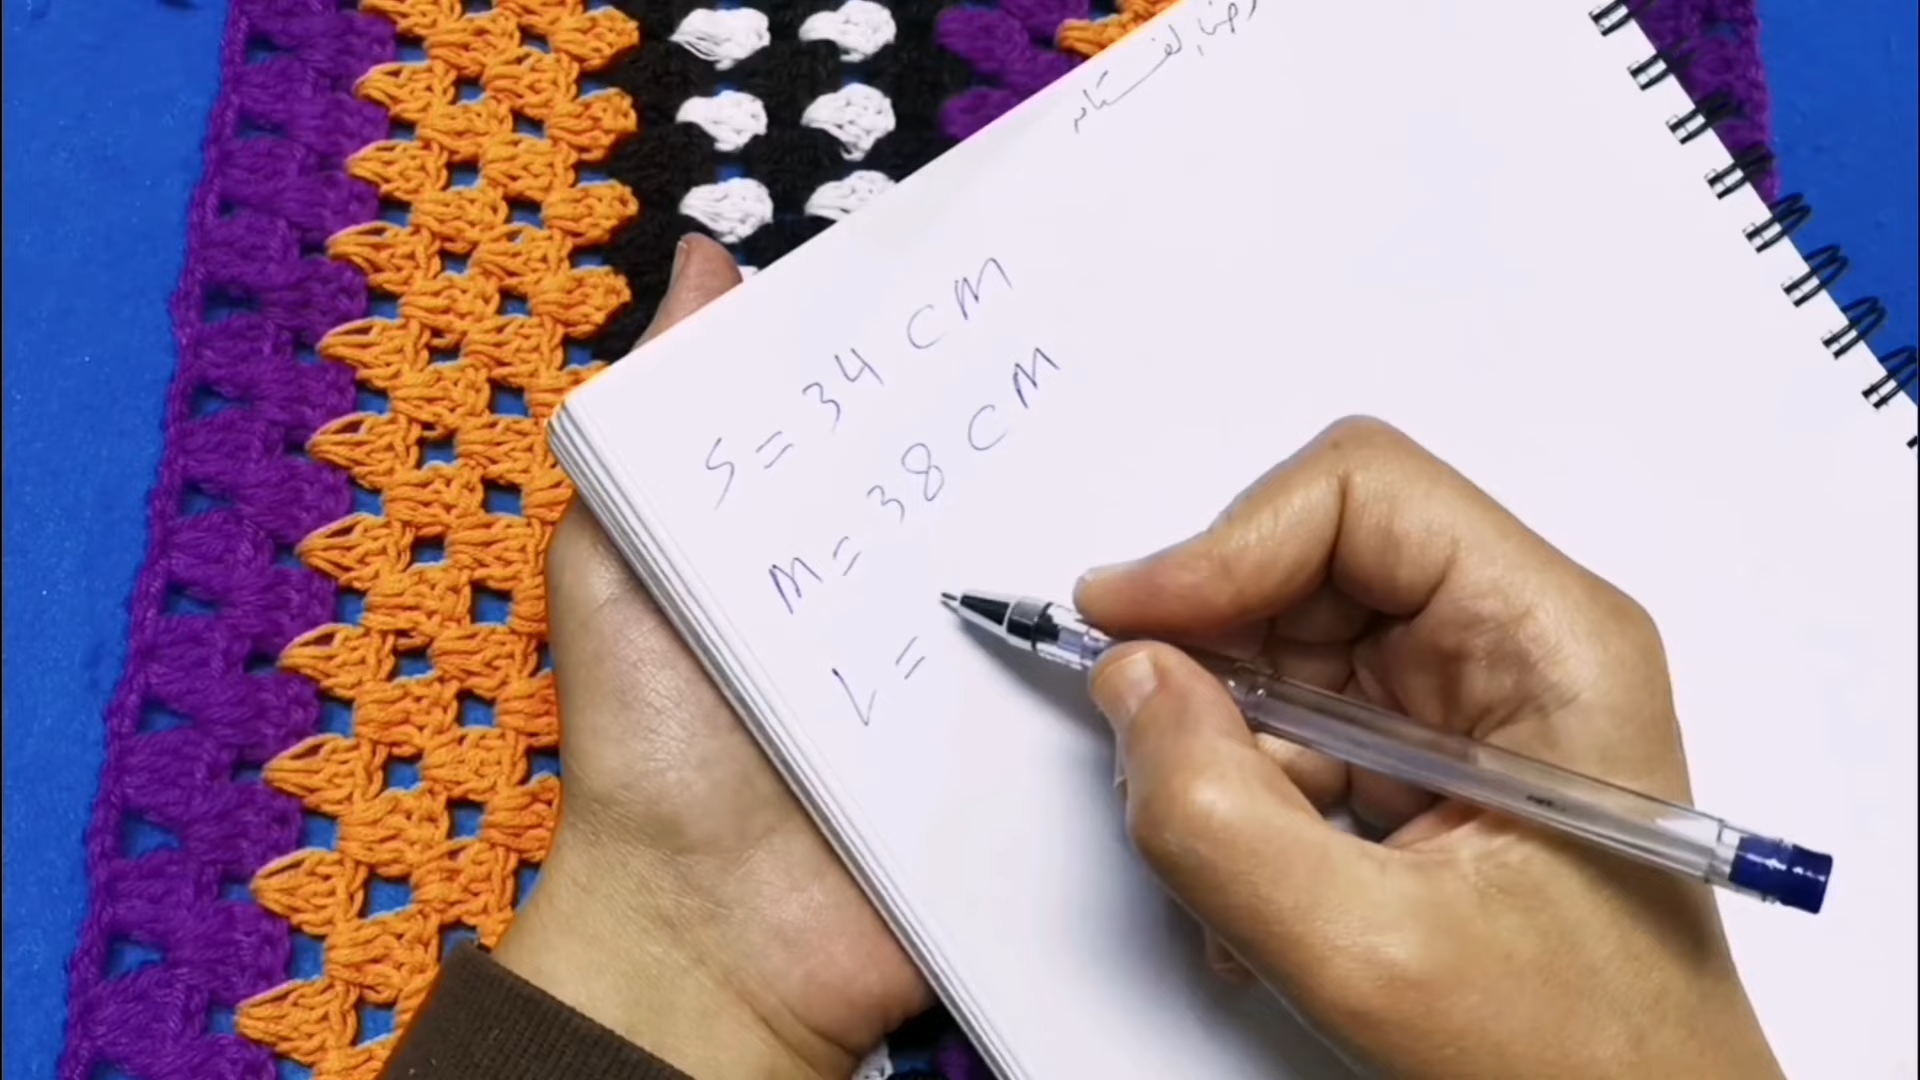 S = 34 CM
M = 38 CM
L =